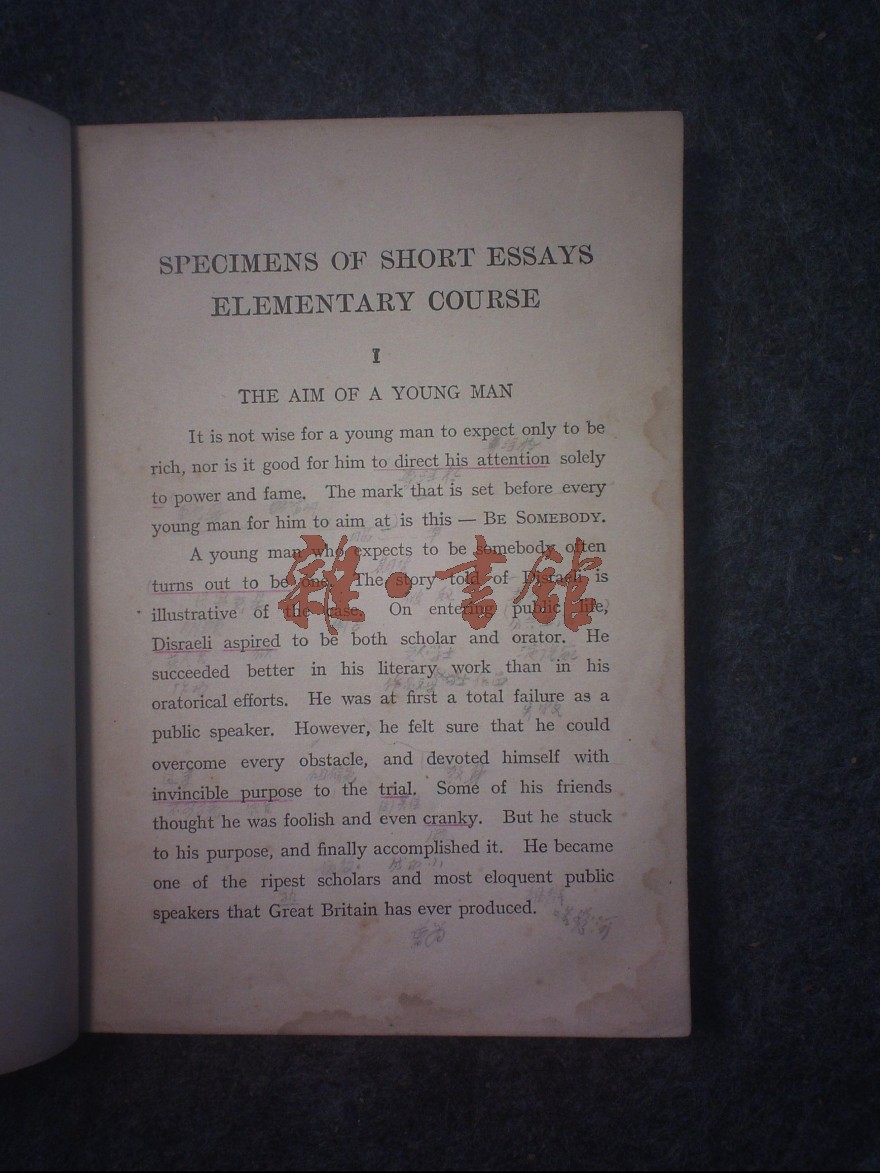 SPECIMENS OF SHORT ESSAYS
ELEMENTARY COURSE
I
THE AIM OF A YOUNG MAN
It is not wise for a young man to expect only to be
rich, nor is it good for him to direct his attention solely
to power and fame. The mark that is set before every
young man for him to aim at is this — BE SOMEBODY.
A young man who expects to be somebody often
turns out to be one. The story told of Disraeli is
illustrative of the case. On entering public life,
Disraeli aspired to be both scholar and orator. He
succeeded better in his literary work than in his
oratorical efforts. He was at first a total failure as a
public speaker. However, he felt sure that he could
overcome every obstacle, and devoted himself with
invincible purpose to the trial. Some of his friends
thought he was foolish and even cranky. But he stuck
to his purpose, and finally accomplished it. He became
one of the ripest scholars and most eloquent public
speakers that Great Britain has ever produced.
雜·書館